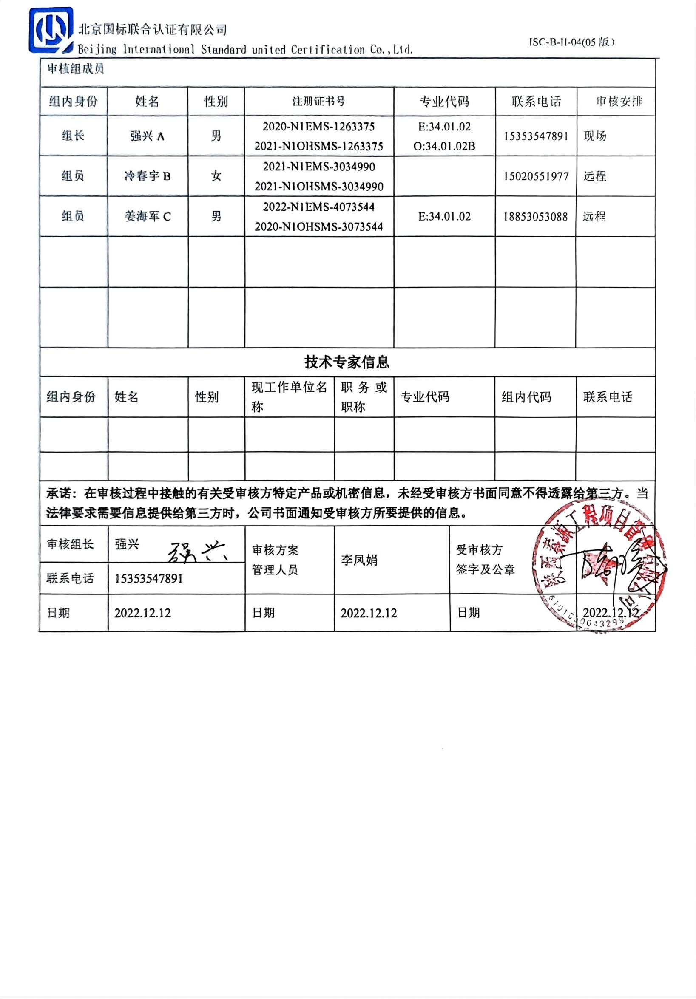 北京国标联合认证有限公司
Beijing International Standard united Certification Co.,Ltd.
ISC-B-II-04(05 版)
审核组成员
组内身份 姓名 性别 注册证书号 专业代码 联系电话 审核安排
组长 强兴 A 男 2020-N1EMS-1263375 E:34.01.02 15353547891 现场
2021-N1OHSMS-1263375 O:34.01.02B
组员 冷春宇 B 女 2021-N1EMS-3034990 15020551977 远程
2021-N1OHSMS-3034990
组员 姜海军 C 男 2022-N1EMS-4073544 E:34.01.02 18853053088 远程
2020-N1OHSMS-3073544
技术专家信息
组内身份 姓名 性别 现工作单位名 职 务 或 专业代码 组内代码 联系电话
称 职称
承诺：在审核过程中接触的有关受审核方特定产品或机密信息，未经受审核方书面同意不得透露给第三方。当
法律要求需要信息提供给第三方时，公司书面通知受审核方所要提供的信息。
审核组长 强兴 强兴 审核方案 李凤娟 受审核方
联系电话 15353547891 管理人员 签字及公章
工程项目管理有限公司
日期 2022.12.12 日期 2022.12.12 日期 2022.12.12